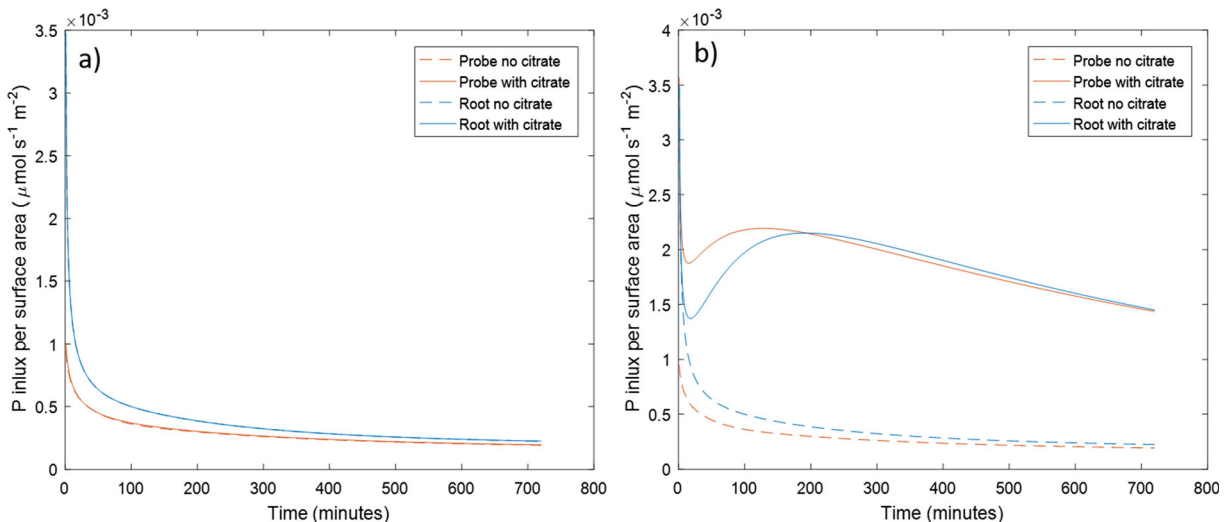 ×10⁻³
3.5
3
2.5
2
1.5
1
0.5
0
a)
Probe no citrate
Probe with citrate
Root no citrate
Root with citrate
P inlux per surface area ( μmol s⁻¹ m⁻²)
0 100 200 300 400 500 600 700 800
Time (minutes)
×10⁻³
4
3.5
3
2.5
2
1.5
1
0.5
0
b)
Probe no citrate
Probe with citrate
Root no citrate
Root with citrate
P inlux per surface area ( μmol s⁻¹ m⁻²)
0 100 200 300 400 500 600 700 800
Time (minutes)